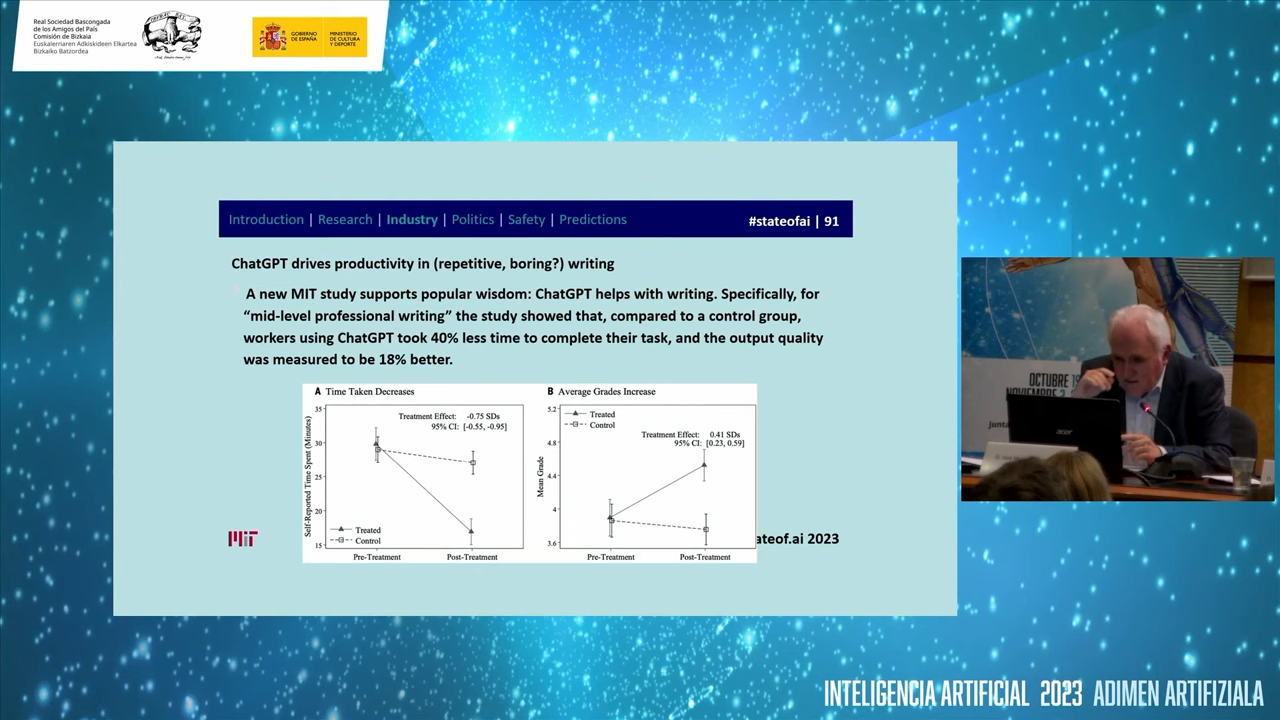 Real Sociedad Bascongada
de los Amigos del País
Comisión de Bizkaia
Euskalerriaren Adkiskideen Elkartea
Bizkaiko Batzordea
GOBIERNO
DE ESPAÑA
MINISTERIO
DE CULTURA
Y DEPORTE
Introduction | Research | Industry | Politics | Safety | Predictions
#stateofai | 91
ChatGPT drives productivity in (repetitive, boring?) writing
A new MIT study supports popular wisdom: ChatGPT helps with writing. Specifically, for
“mid-level professional writing” the study showed that, compared to a control group,
workers using ChatGPT took 40% less time to complete their task, and the output quality
was measured to be 18% better.
A Time Taken Decreases
Treatment Effect: -0.75 SDs
95% CI: [-0.55, -0.95]
Self-Reported Time Spent (Minutes)
35
30
25
20
15
Treated
Control
Pre-Treatment
Post-Treatment
B Average Grades Increase
Treated
Control
Treatment Effect: 0.41 SDs
95% CI: [0.23, 0.59]
Mean Grade
5.2
4.8
4.4
4
3.6
Pre-Treatment
Post-Treatment
MIT
ateof.ai 2023
OCTUBRE
NOVIEMBRE
acer
INTELIGENCIA ARTIFICIAL 2023 ADIMEN ARTIFIZIALA